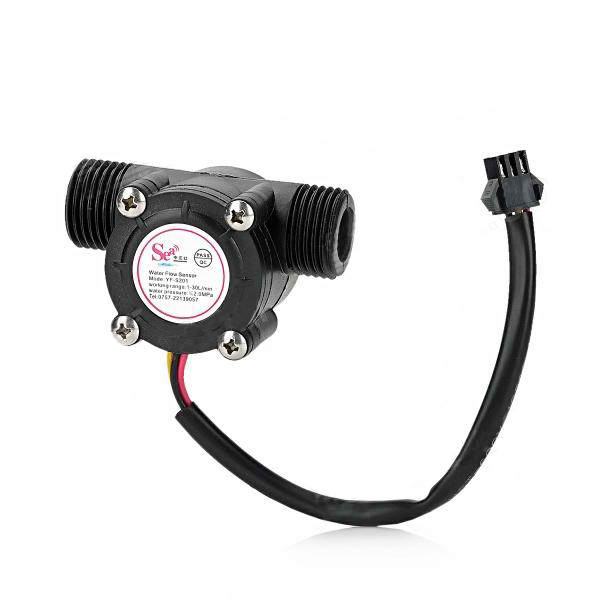 Sea
PASS
QC
Water Flow Sensor
Mode: YF-S201
working range: 1-30L/min
water pressure: ≤2.0MPa
Tel:0757-22139057